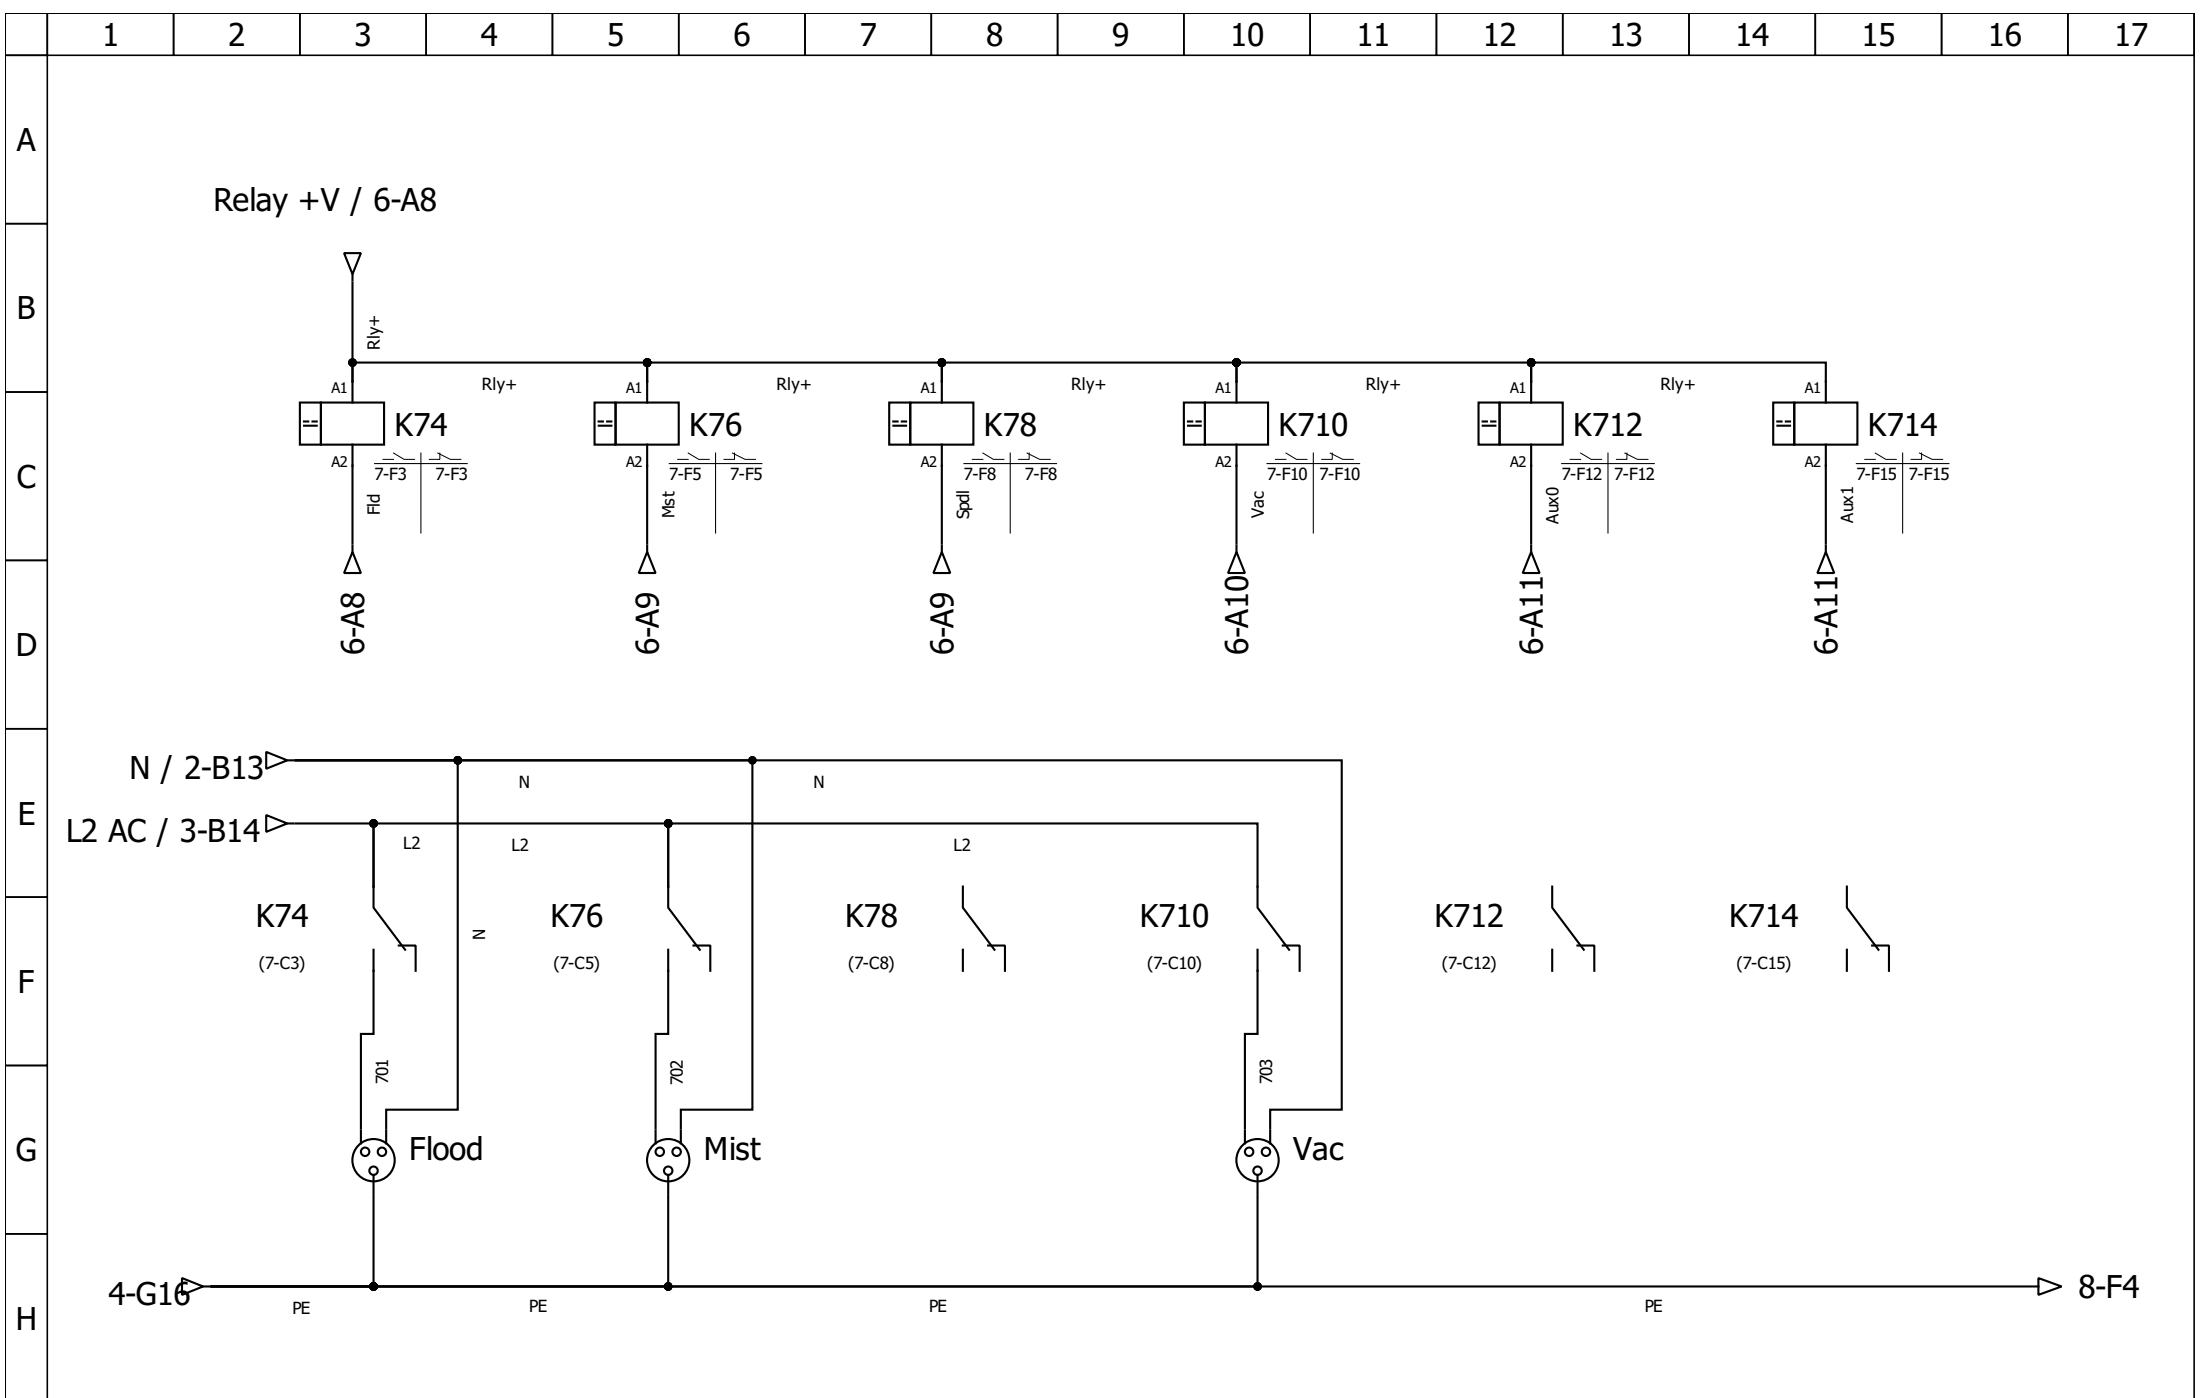 1 2 3 4 5 6 7 8 9 10 11 12 13 14 15 16 17
A
Relay +V / 6-A8
B
Rly+
A1 Rly+ A1 Rly+ A1 Rly+ A1 Rly+ A1 Rly+ A1
K74 K76 K78 K710 K712 K714
A2 A2 A2 A2 A2 A2
C
7-F3 7-F3 7-F5 7-F5 7-F8 7-F8 7-F10 7-F10 7-F12 7-F12 7-F15 7-F15
Fld Mst Spdl Vac Aux0 Aux1
6-A8 6-A9 6-A9 6-A10 6-A11 6-A11
D
N / 2-B13
N N
E
L2 AC / 3-B14
L2 L2 L2
K74 K76 K78 K710 K712 K714
N
(7-C3) (7-C5) (7-C8) (7-C10) (7-C12) (7-C15)
F
701 702 703
G
Flood Mist Vac
4-G16 8-F4
PE PE PE PE
H